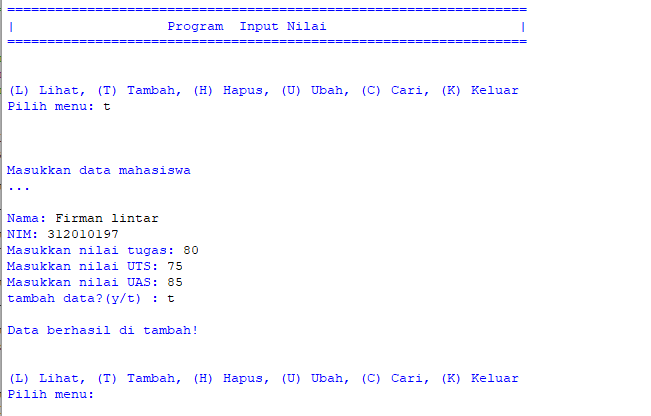 =================================================================
| Program Input Nilai |
=================================================================
(L) Lihat, (T) Tambah, (H) Hapus, (U) Ubah, (C) Cari, (K) Keluar
Pilih menu: t
Masukkan data mahasiswa
...
Nama: Firman lintar
NIM: 312010197
Masukkan nilai tugas: 80
Masukkan nilai UTS: 75
Masukkan nilai UAS: 85
tambah data?(y/t) : t
Data berhasil di tambah!
(L) Lihat, (T) Tambah, (H) Hapus, (U) Ubah, (C) Cari, (K) Keluar
Pilih menu: